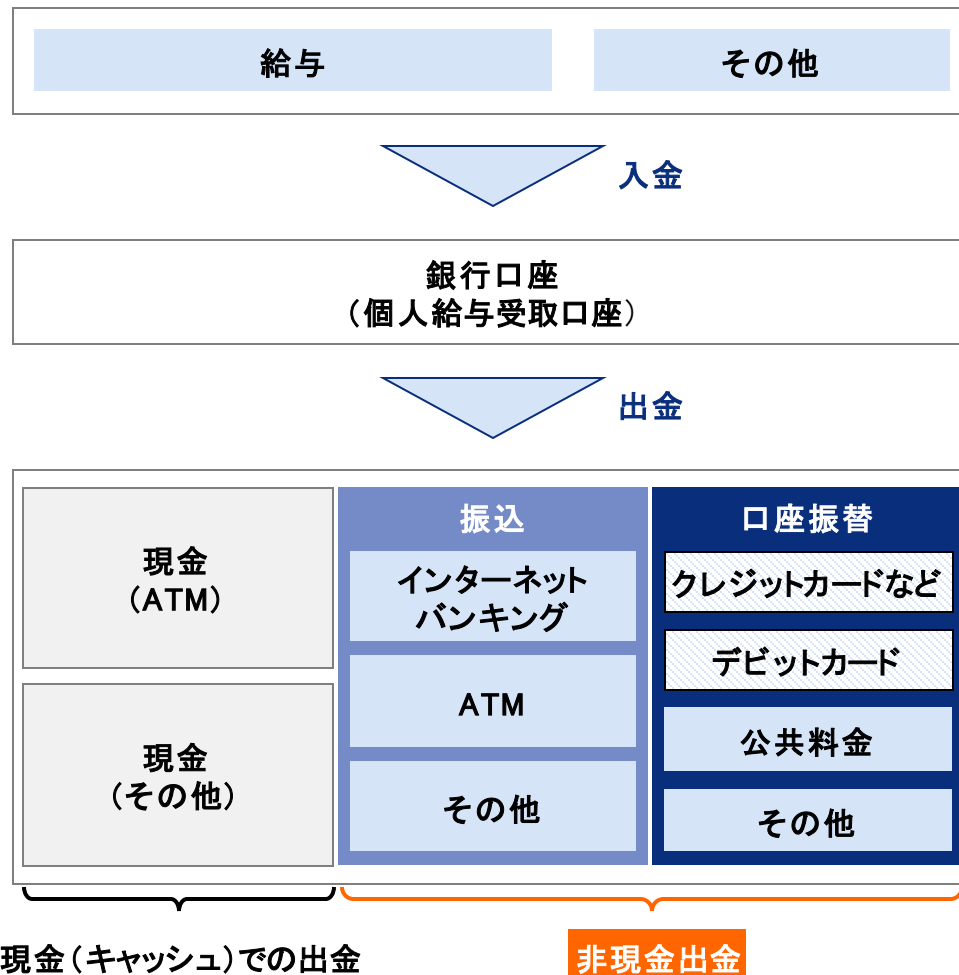 給与
その他
入金
銀行口座
（個人給与受取口座）
出金
現金
（ATM）
現金
（その他）
振込
インターネット
バンキング
ATM
その他
口座振替
クレジットカードなど
デビットカード
公共料金
その他
現金（キャッシュ）での出金
非現金出金